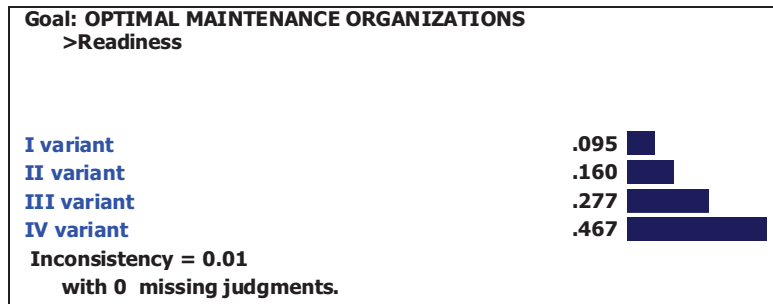 Goal: OPTIMAL MAINTENANCE ORGANIZATIONS
>Readiness
I variant .095
II variant .160
III variant .277
IV variant .467
Inconsistency = 0.01
with 0 missing judgments.